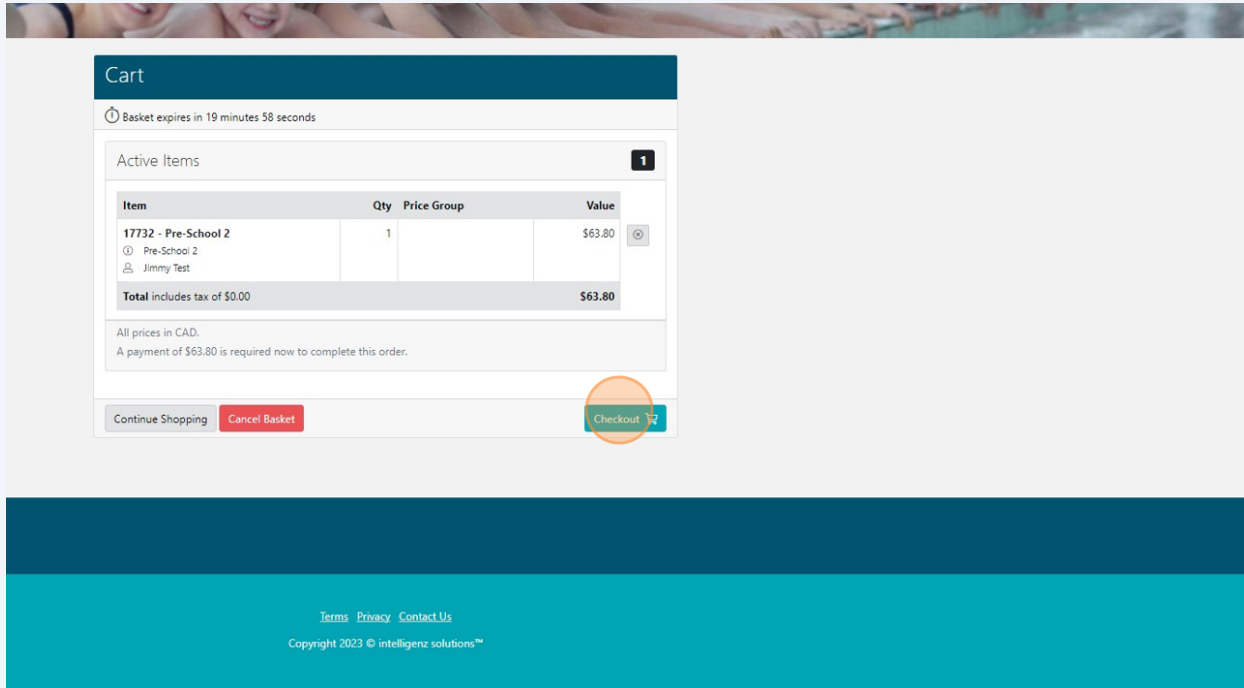 Cart
Basket expires in 19 minutes 58 seconds
Active Items 1
Item Qty Price Group Value
17732 - Pre-School 2 1 $63.80
Pre-School 2
Jimmy Test
Total includes tax of $0.00 $63.80
All prices in CAD.
A payment of $63.80 is required now to complete this order.
Continue Shopping Cancel Basket Checkout
Terms Privacy Contact Us
Copyright 2023 © intelligenz solutions™